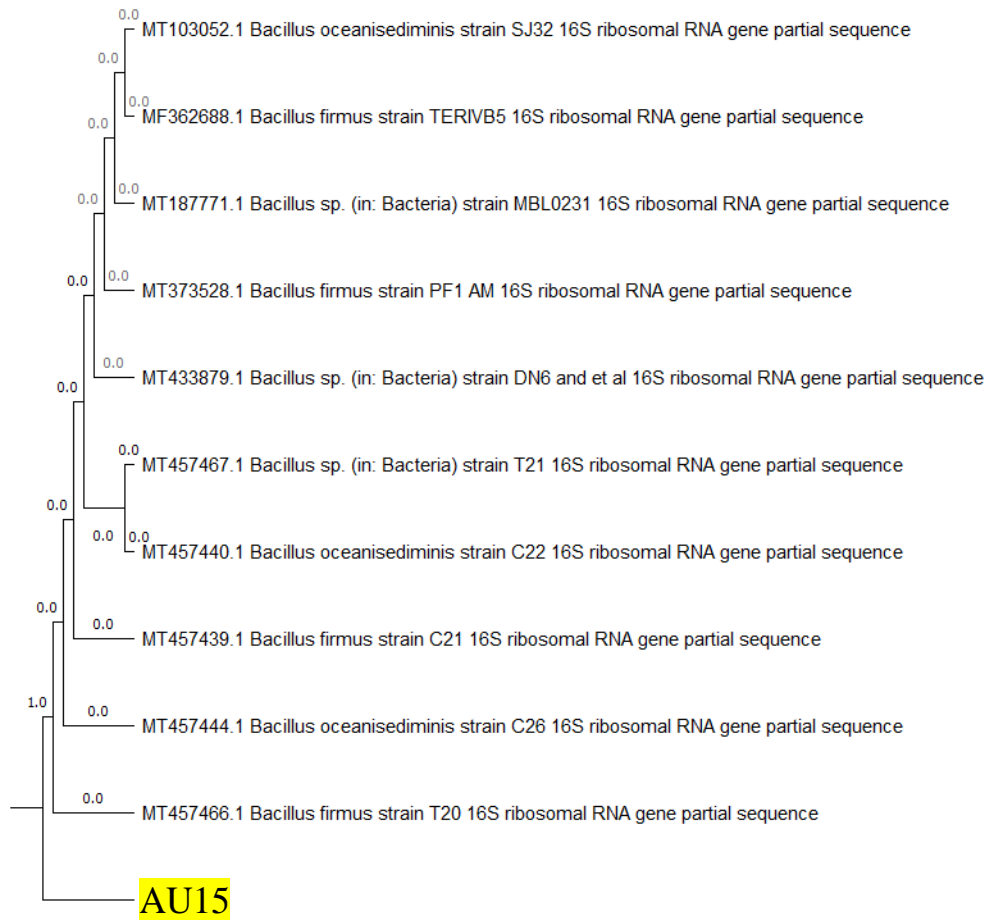 0.0
MT103052.1 Bacillus oceanisediminis strain SJ32 16S ribosomal RNA gene partial sequence
0.0
0.0
MF362688.1 Bacillus firmus strain TERIVB5 16S ribosomal RNA gene partial sequence
0.0
0.0
MT187771.1 Bacillus sp. (in: Bacteria) strain MBL0231 16S ribosomal RNA gene partial sequence
0.0
0.0
MT373528.1 Bacillus firmus strain PF1 AM 16S ribosomal RNA gene partial sequence
0.0
0.0
MT433879.1 Bacillus sp. (in: Bacteria) strain DN6 and et al 16S ribosomal RNA gene partial sequence
0.0
0.0
MT457467.1 Bacillus sp. (in: Bacteria) strain T21 16S ribosomal RNA gene partial sequence
0.0
0.0 0.0
MT457440.1 Bacillus oceanisediminis strain C22 16S ribosomal RNA gene partial sequence
0.0
0.0
MT457439.1 Bacillus firmus strain C21 16S ribosomal RNA gene partial sequence
1.0
0.0
MT457444.1 Bacillus oceanisediminis strain C26 16S ribosomal RNA gene partial sequence
0.0
MT457466.1 Bacillus firmus strain T20 16S ribosomal RNA gene partial sequence
AU15